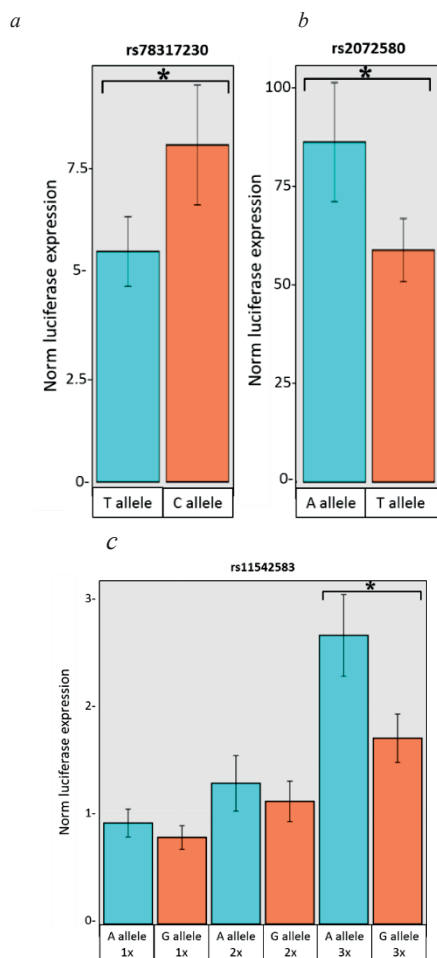 a
rs78317230
*
Norm luciferase expression
7.5-
5-
2.5-
0-
T allele
C allele
b
rs2072580
*
Norm luciferase expression
100-
75-
50-
25-
0-
A allele
T allele
c
rs11542583
*
Norm luciferase expression
3-
2-
1-
0-
A allele
1x
G allele
1x
A allele
2x
G allele
2x
A allele
3x
G allele
3x